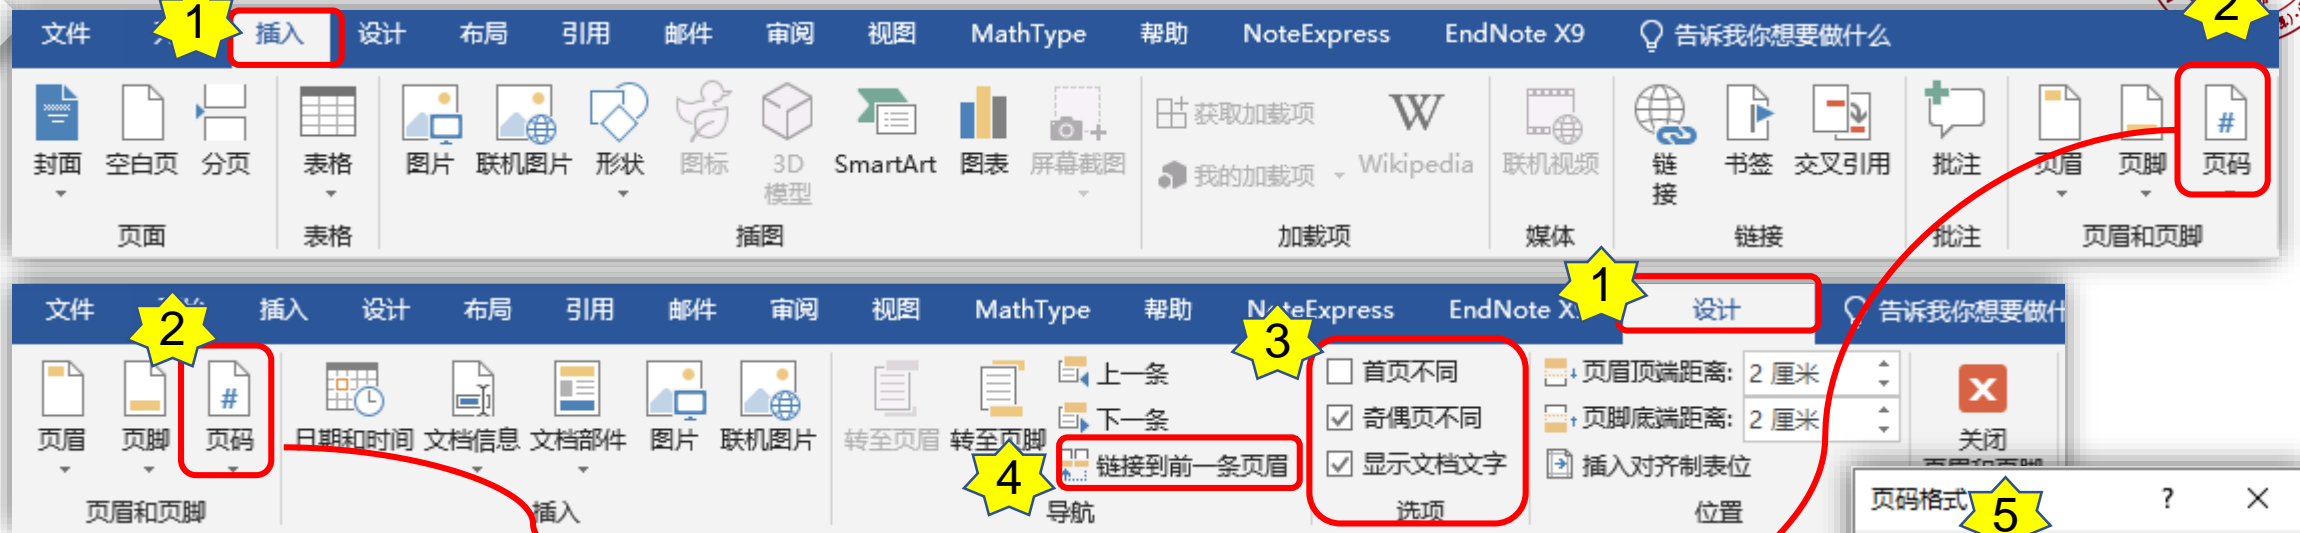 文件 1 插入 设计 布局 引用 邮件 审阅 视图 MathType 帮助 NoteExpress EndNote X9 告诉我你想要做什么 2
封面 空白页 分页 表格 图片 联机图片 形状 图标 3D 模型 SmartArt 图表 屏幕截图 获取加载项 我的加载项 W Wikipedia 联机视频 链接 书签 交叉引用 批注 页眉 页脚 # 页码
页面 表格 插图 加载项 媒体 链接 批注 页眉和页脚
文件 2 插入 设计 布局 引用 邮件 审阅 视图 MathType 帮助 NoteExpress EndNote X 1 设计 告诉我你想要做什
3 上一条 首页不同 页眉顶端距离: 2 厘米
下一条 奇偶页不同 页脚底端距离: 2 厘米
页眉 页脚 # 页码 日期和时间 文档信息 文档部件 图片 联机图片 转至页眉 转至页脚 关闭
4 链接到前一条页眉 显示文档文字 插入对齐制表位
页眉和页脚 插入 导航 选项 位置
页码格式 5 ? ×